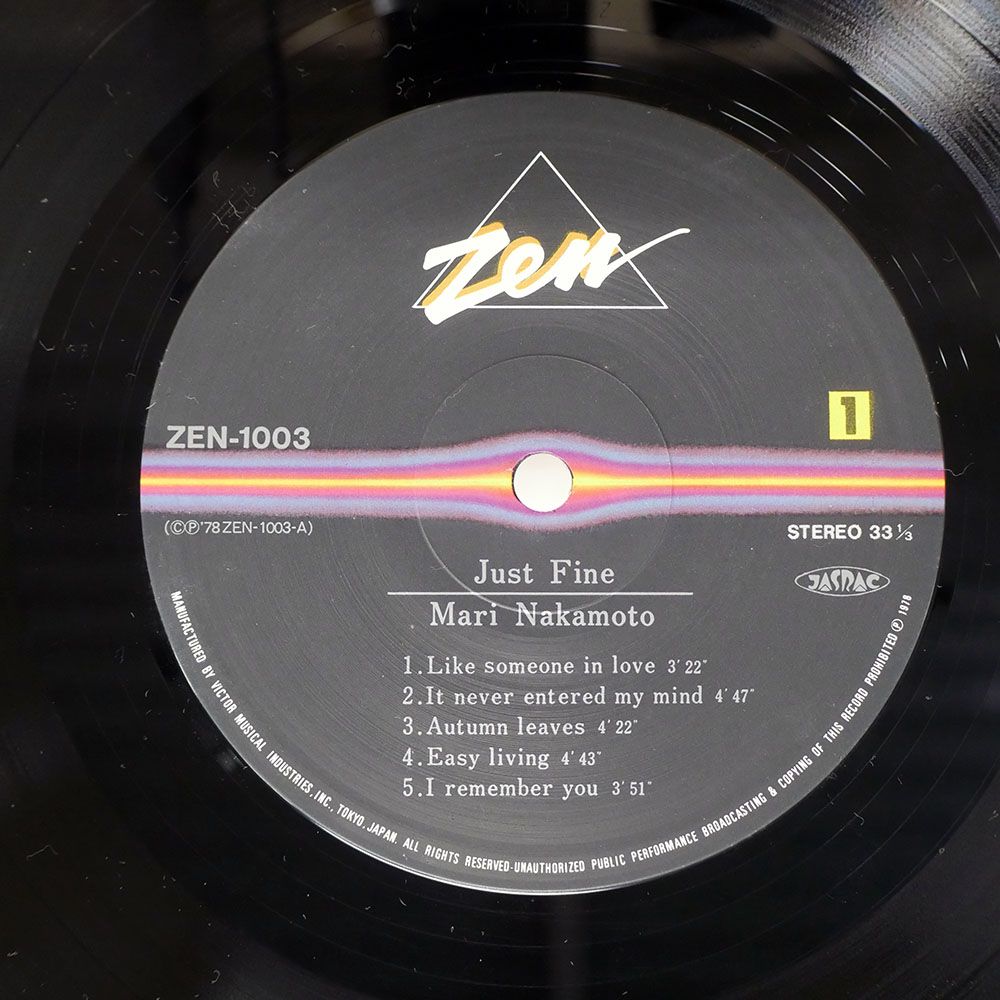 Zen
1
ZEN-1003
(©℗'78 ZEN-1003-A)
STEREO 33 1/3
JASRAC
Just Fine
Mari Nakamoto
1.Like someone in love 3'22"
2.It never entered my mind 4'47"
3.Autumn leaves 4'22"
4.Easy living 4'43"
5.I remember you 3'51"
MANUFACTURED BY VICTOR MUSICAL INDUSTRIES, INC., TOKYO, JAPAN. ALL RIGHTS RESERVED-UNAUTHORIZED PUBLIC PERFORMANCE BROADCASTING & COPYING OF THIS RECORD PROHIBITED ℗ 1978